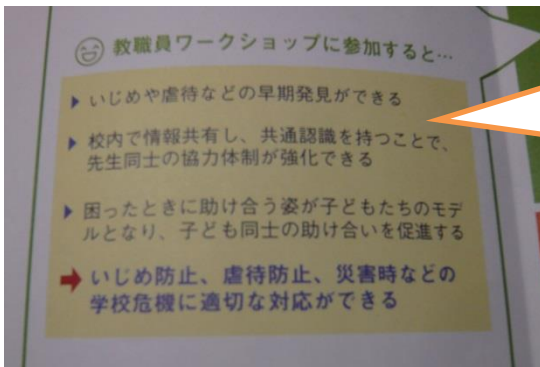 教職員ワークショップに参加すると…
いじめや虐待などの早期発見ができる
校内で情報共有し、共通認識を持つことで、
先生同士の協力体制が強化できる
困ったときに助け合う姿が子どもたちのモデ
ルとなり、子ども同士の助け合いを促進する
いじめ防止、虐待防止、災害時などの
学校危機に適切な対応ができる